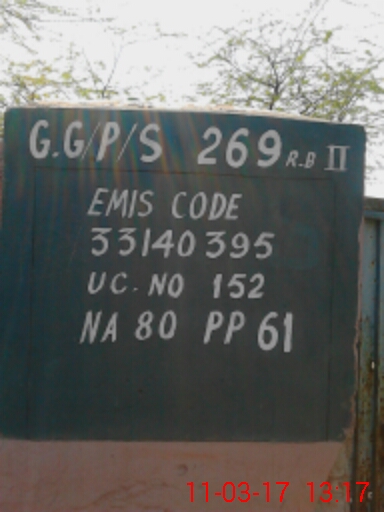 G.G/P/S 269 R.B II
EMIS CODE
33140395
UC. NO 152
NA 80 PP 61
11-03-17 13:17